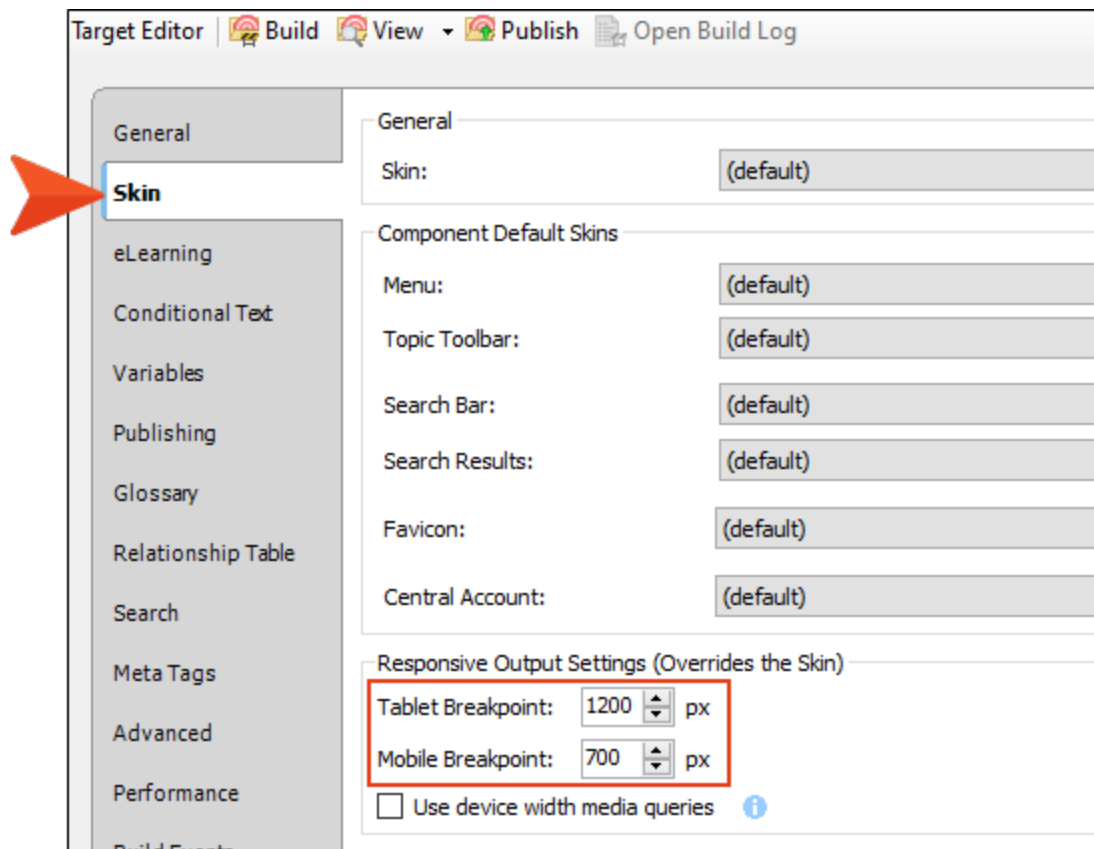 Target Editor Build View Publish Open Build Log
General
Skin
eLearning
Conditional Text
Variables
Publishing
Glossary
Relationship Table
Search
Meta Tags
Advanced
Performance
General
Skin: (default)
Component Default Skins
Menu: (default)
Topic Toolbar: (default)
Search Bar: (default)
Search Results: (default)
Favicon: (default)
Central Account: (default)
Responsive Output Settings (Overrides the Skin)
Tablet Breakpoint: 1200 px
Mobile Breakpoint: 700 px
Use device width media queries